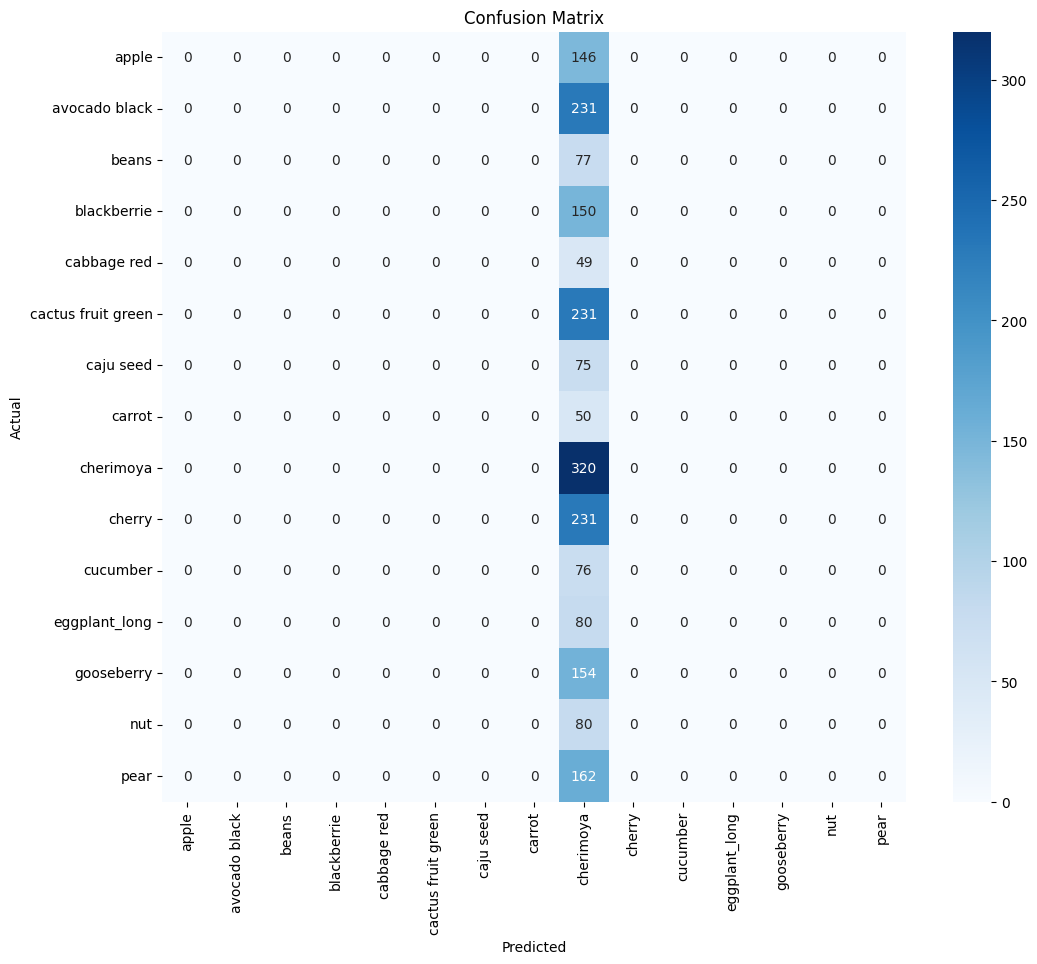 Confusion Matrix
apple 0 0 0 0 0 0 0 0 146 0 0 0 0 0 0
avocado black 0 0 0 0 0 0 0 0 231 0 0 0 0 0 0
beans 0 0 0 0 0 0 0 0 77 0 0 0 0 0 0
blackberrie 0 0 0 0 0 0 0 0 150 0 0 0 0 0 0
cabbage red 0 0 0 0 0 0 0 0 49 0 0 0 0 0 0
cactus fruit green 0 0 0 0 0 0 0 0 231 0 0 0 0 0 0
caju seed 0 0 0 0 0 0 0 0 75 0 0 0 0 0 0
carrot 0 0 0 0 0 0 0 0 50 0 0 0 0 0 0
cherimoya 0 0 0 0 0 0 0 0 320 0 0 0 0 0 0
cherry 0 0 0 0 0 0 0 0 231 0 0 0 0 0 0
cucumber 0 0 0 0 0 0 0 0 76 0 0 0 0 0 0
eggplant_long 0 0 0 0 0 0 0 0 80 0 0 0 0 0 0
gooseberry 0 0 0 0 0 0 0 0 154 0 0 0 0 0 0
nut 0 0 0 0 0 0 0 0 80 0 0 0 0 0 0
pear 0 0 0 0 0 0 0 0 162 0 0 0 0 0 0
Actual
apple
avocado black
beans
blackberrie
cabbage red
cactus fruit green
caju seed
carrot
cherimoya
cherry
cucumber
eggplant_long
gooseberry
nut
pear
Predicted
300
250
200
150
100
50
0